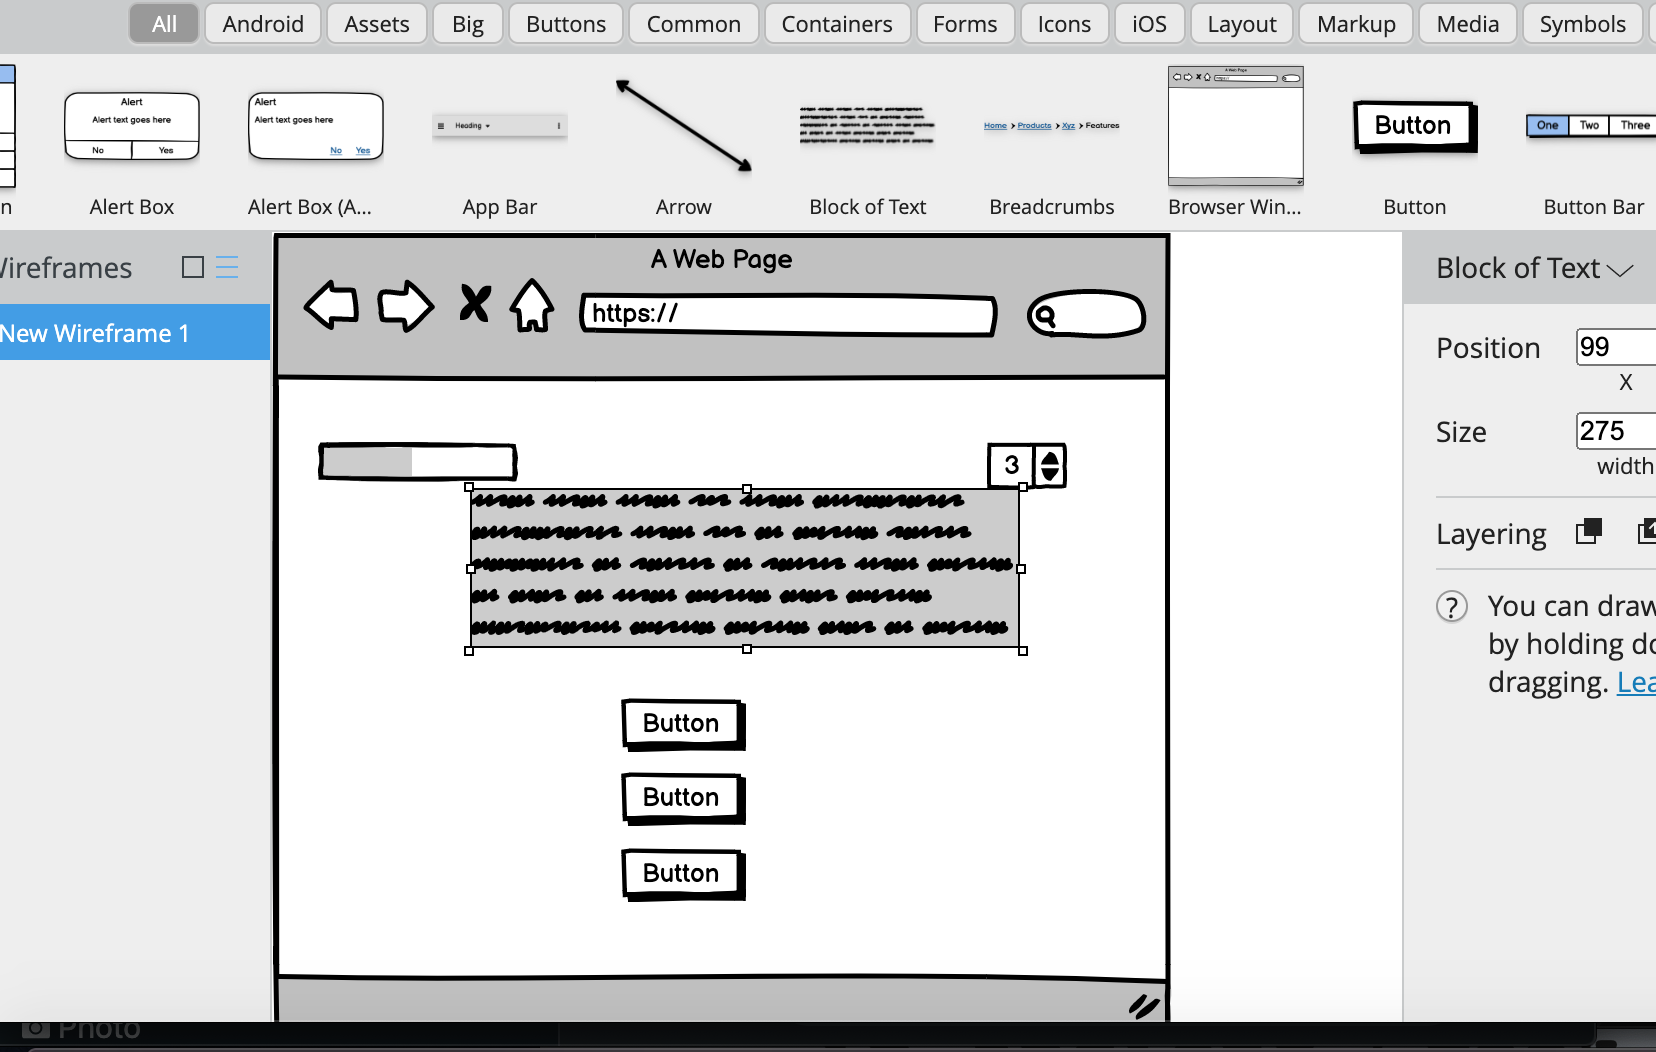 All Android Assets Big Buttons Common Containers Forms Icons iOS Layout Markup Media Symbols
Alert
Alert text goes here
No Yes
Alert
Alert text goes here
No Yes
Heading
Home Products Xyz Features
A Web Page
https://
Button
One Two Three
n Alert Box Alert Box (A... App Bar Arrow Block of Text Breadcrumbs Browser Win... Button Button Bar
Wireframes
New Wireframe 1
A Web Page
https://
3
Button
Button
Button
Block of Text
Position 99
X
Size 275
width
Layering
? You can draw
by holding do
dragging. Lea
Photo